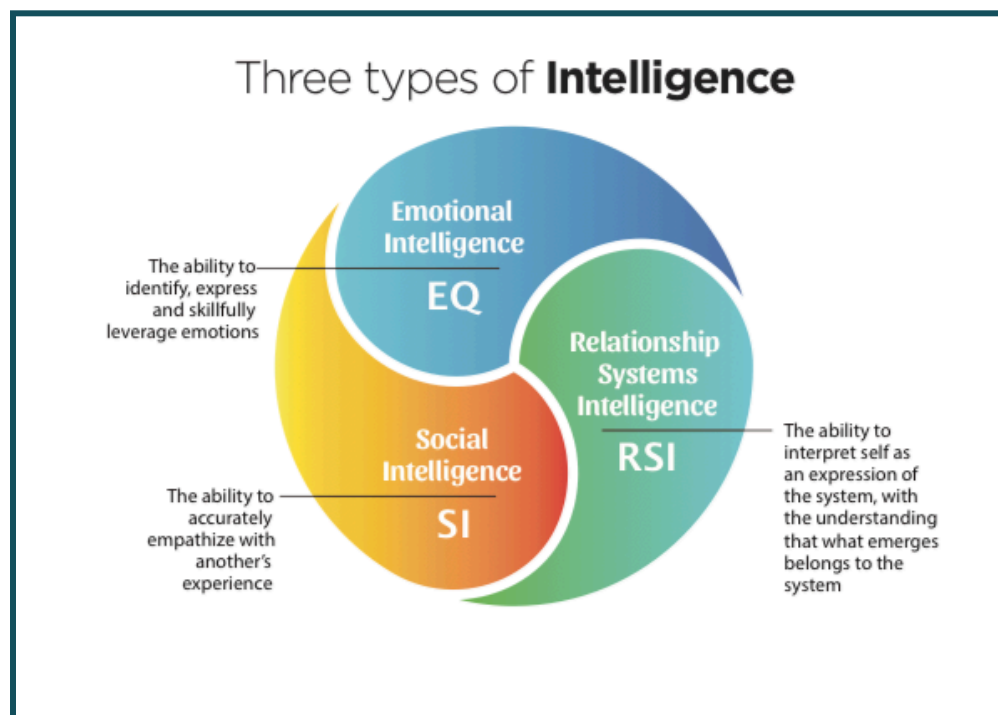 Three types of Intelligence
Emotional
Intelligence
EQ
The ability to
identify, express
and skillfully
leverage emotions
Relationship
Systems
Intelligence
RSI
The ability to
interpret self as
an expression of
the system, with
the understanding
that what emerges
belongs to the
system
Social
Intelligence
SI
The ability to
accurately
empathize with
another’s
experience